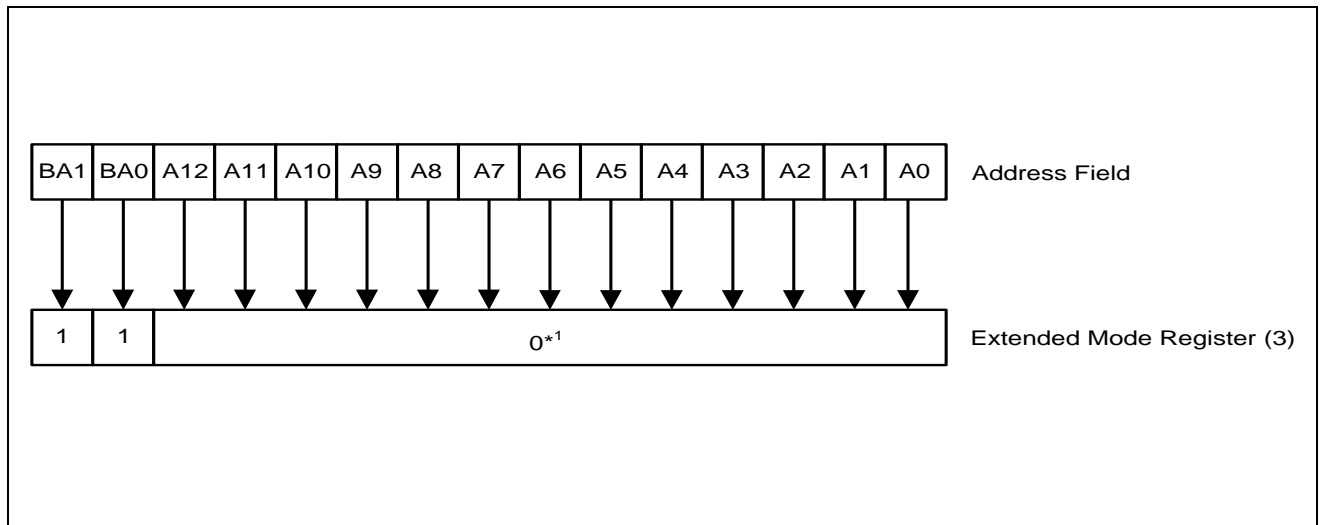 BA1 BA0 A12 A11 A10 A9 A8 A7 A6 A5 A4 A3 A2 A1 A0 Address Field
1 1 0*1 Extended Mode Register (3)